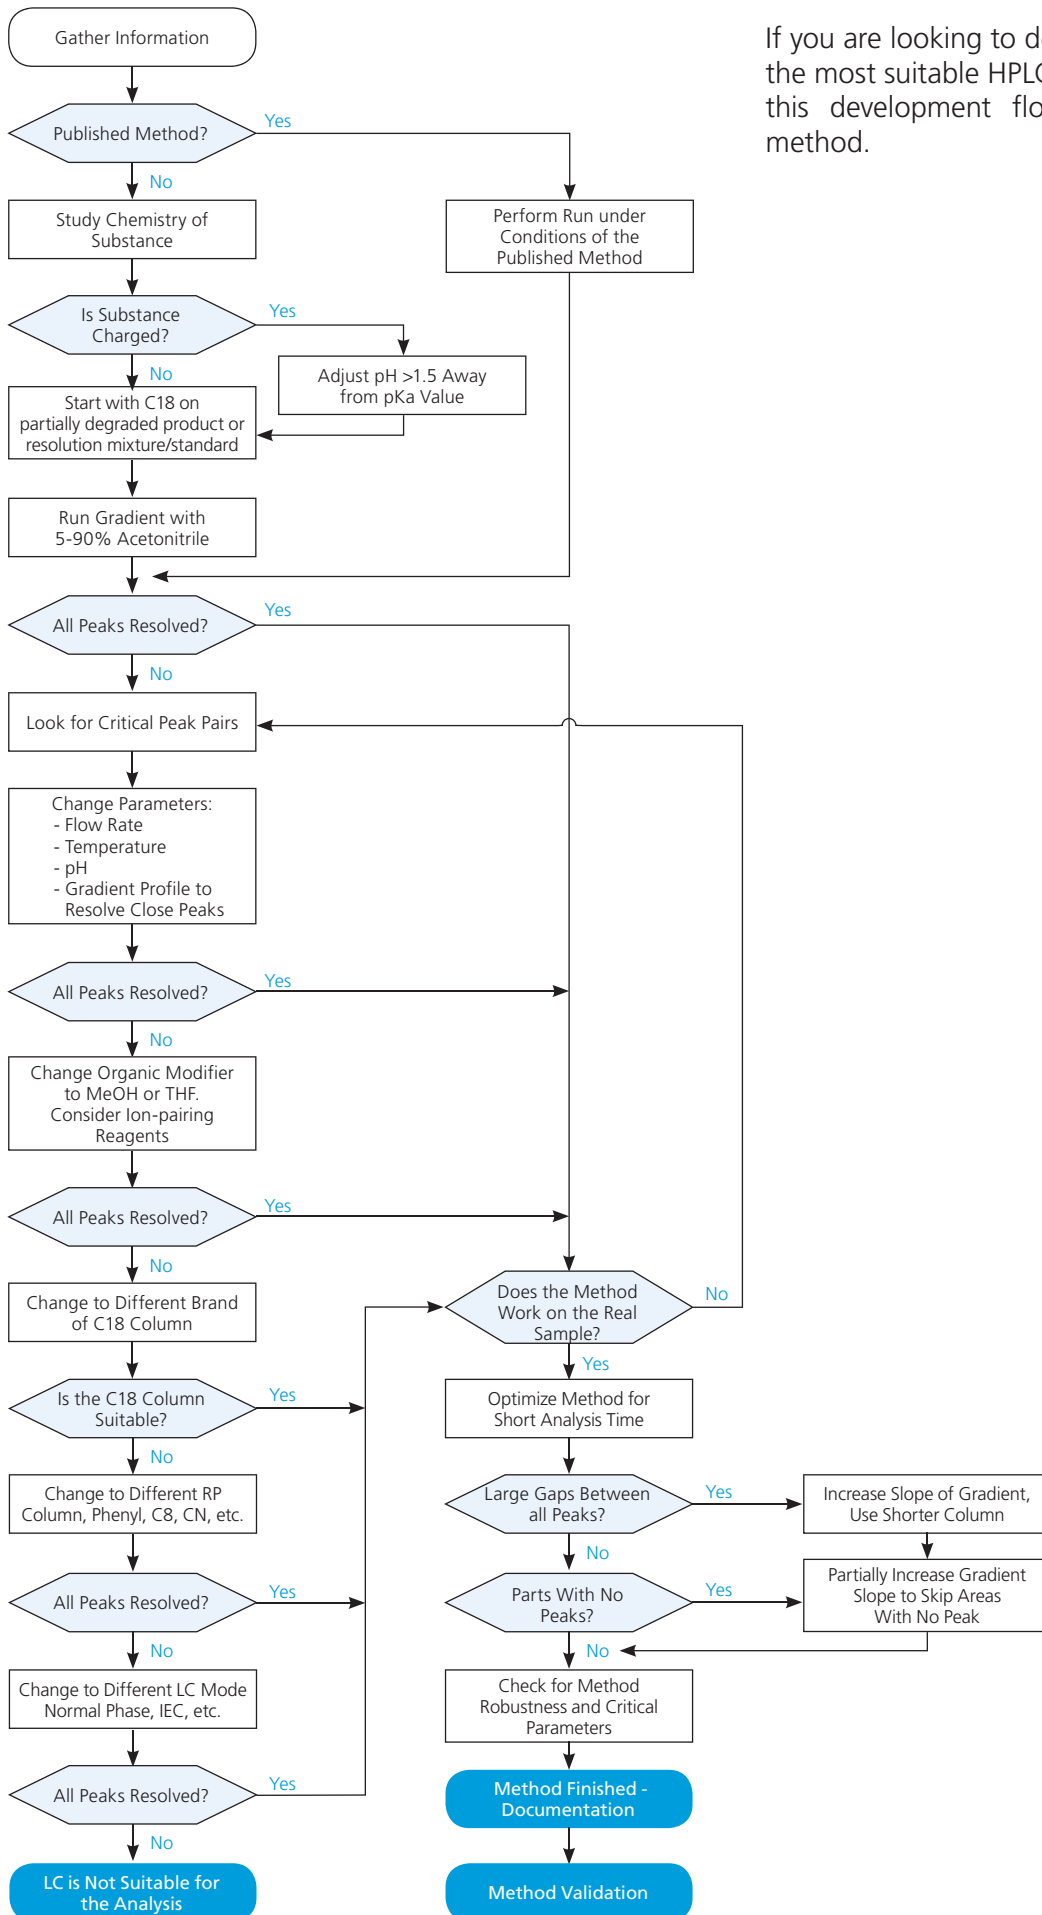 Gather Information
If you are looking to d
the most suitable HPL
this development flo
method.
Published Method?
Yes
No
Study Chemistry of
Substance
Perform Run under
Conditions of the
Published Method
Is Substance
Charged?
Yes
No
Adjust pH >1.5 Away
from pKa Value
Start with C18 on
partially degraded product or
resolution mixture/standard
Run Gradient with
5-90% Acetonitrile
All Peaks Resolved?
Yes
No
Look for Critical Peak Pairs
Change Parameters:
- Flow Rate
- Temperature
- pH
- Gradient Profile to
Resolve Close Peaks
All Peaks Resolved?
Yes
No
Change Organic Modifier
to MeOH or THF.
Consider Ion-pairing
Reagents
All Peaks Resolved?
Yes
No
Change to Different Brand
of C18 Column
Is the C18 Column
Suitable?
Yes
No
Change to Different RP
Column, Phenyl, C8, CN, etc.
All Peaks Resolved?
Yes
No
Change to Different LC Mode
Normal Phase, IEC, etc.
All Peaks Resolved?
Yes
No
LC is Not Suitable for
the Analysis
Does the Method
Work on the Real
Sample?
No
Yes
Optimize Method for
Short Analysis Time
Large Gaps Between
all Peaks?
Yes
No
Increase Slope of Gradient,
Use Shorter Column
Parts With No
Peaks?
Yes
No
Partially Increase Gradient
Slope to Skip Areas
With No Peak
Check for Method
Robustness and Critical
Parameters
Method Finished -
Documentation
Method Validation